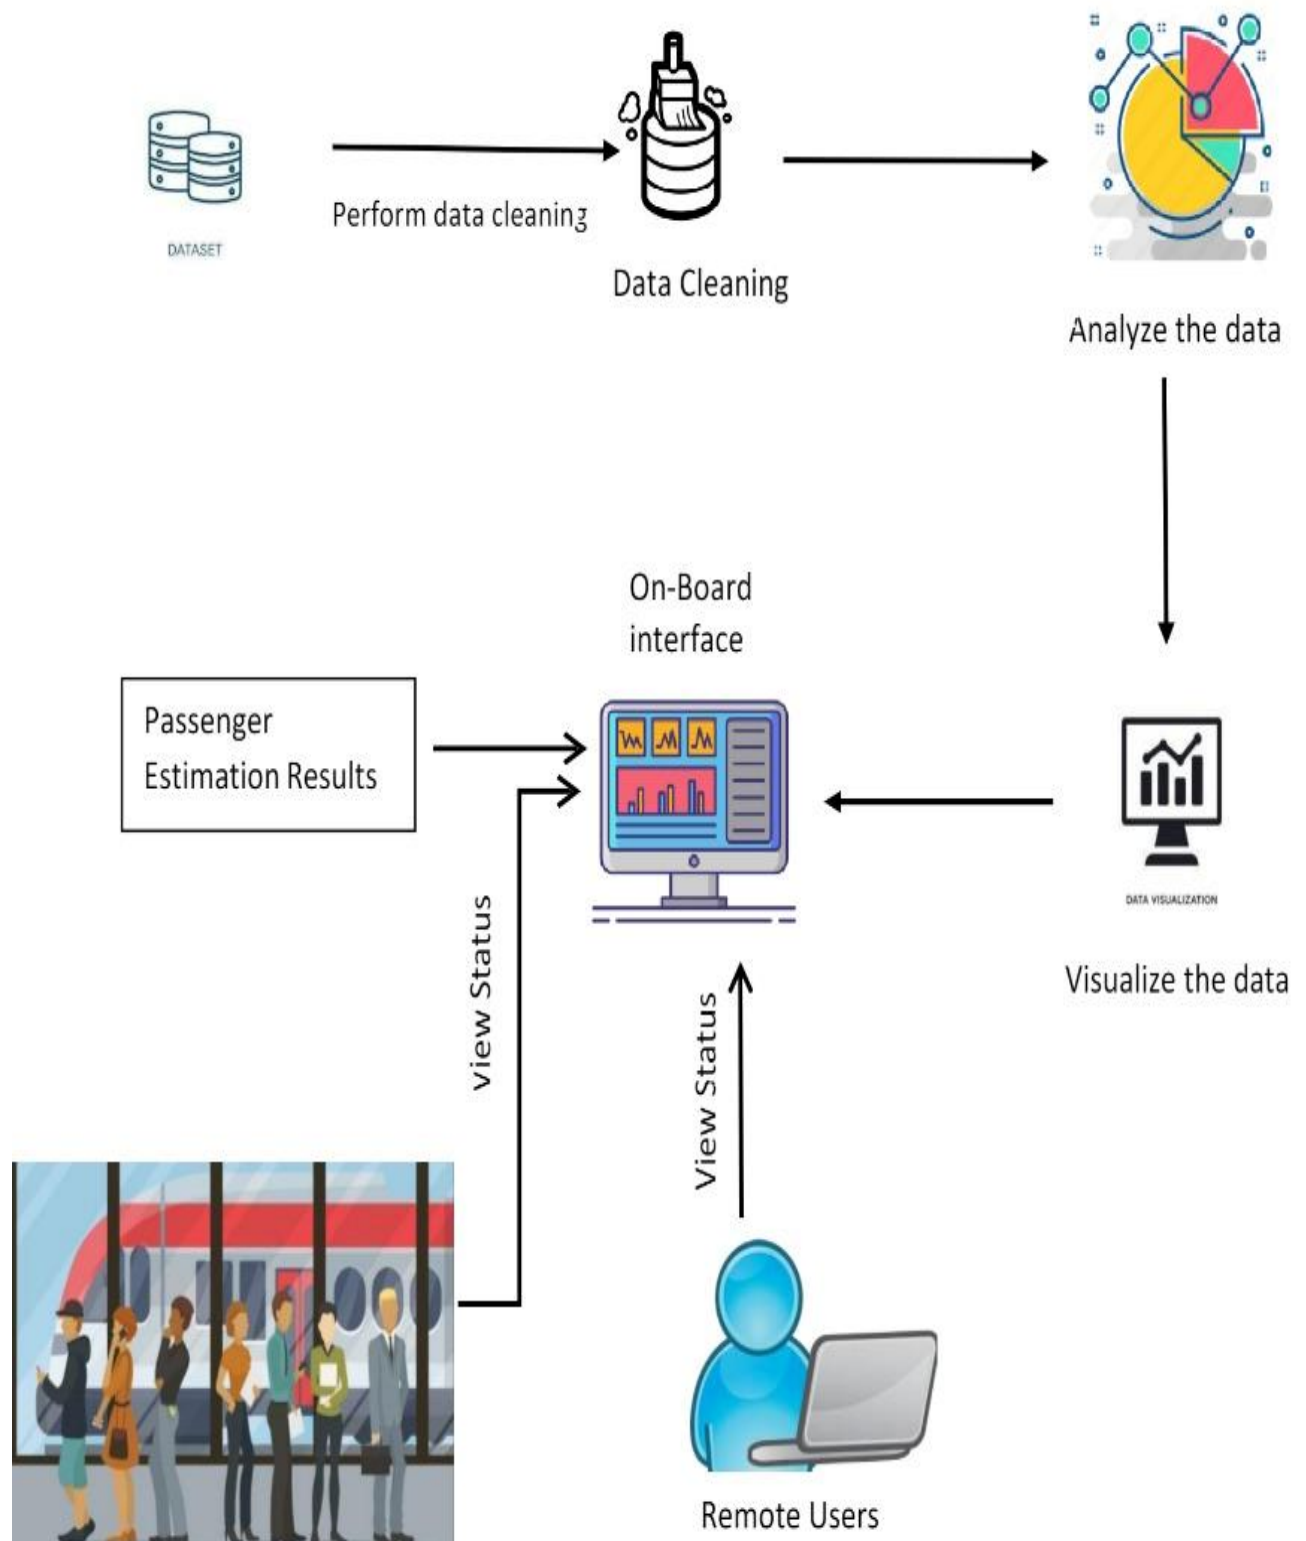 DATASET
Perform data cleaning
Data Cleaning
Analyze the data
On-Board
interface
Passenger
Estimation Results
DATA VISUALIZATION
Visualize the data
View Status
View Status
Remote Users